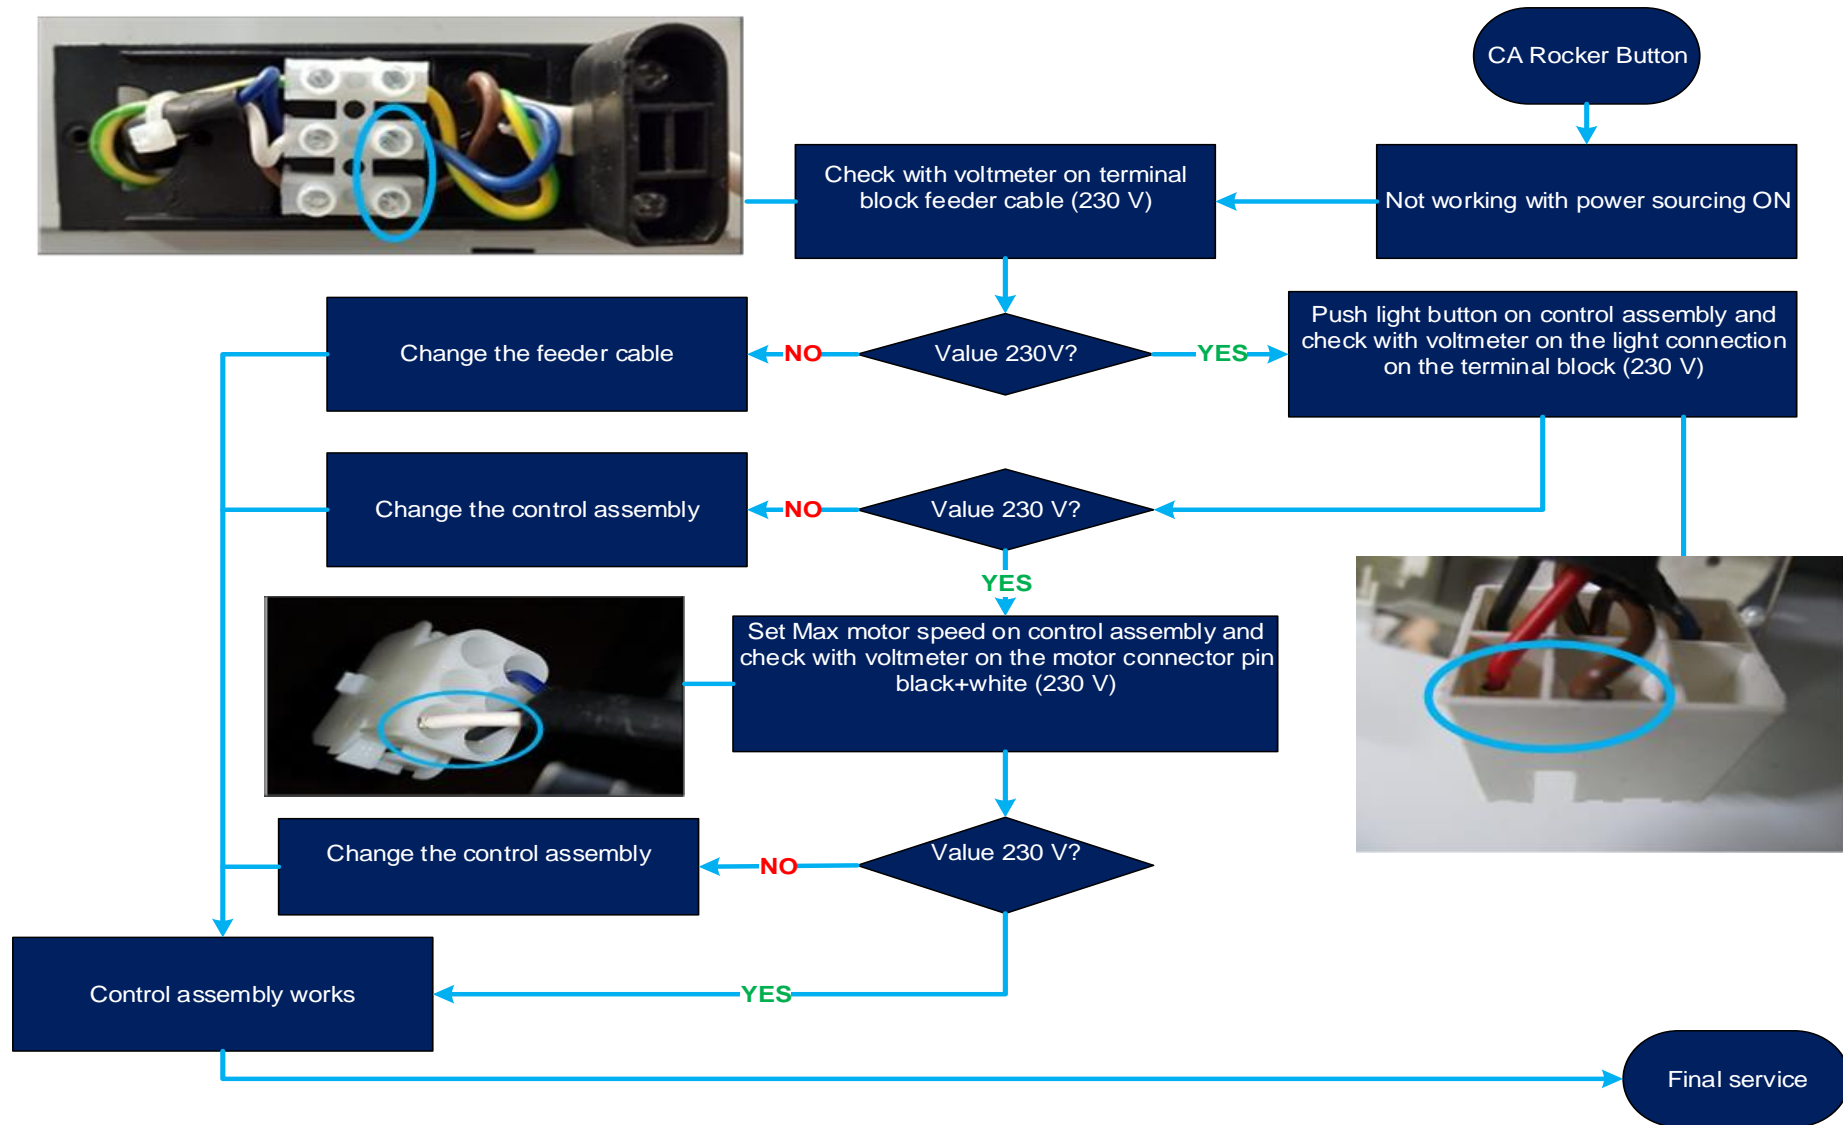 CA Rocker Button
Not working with power sourcing ON
Check with voltmeter on terminal
block feeder cable (230 V)
Value 230V?
NO
Change the feeder cable
YES
Push light button on control assembly and
check with voltmeter on the light connection
on the terminal block (230 V)
Value 230 V?
NO
Change the control assembly
YES
Set Max motor speed on control assembly and
check with voltmeter on the motor connector pin
black+white (230 V)
Value 230 V?
NO
Change the control assembly
YES
Control assembly works
Final service